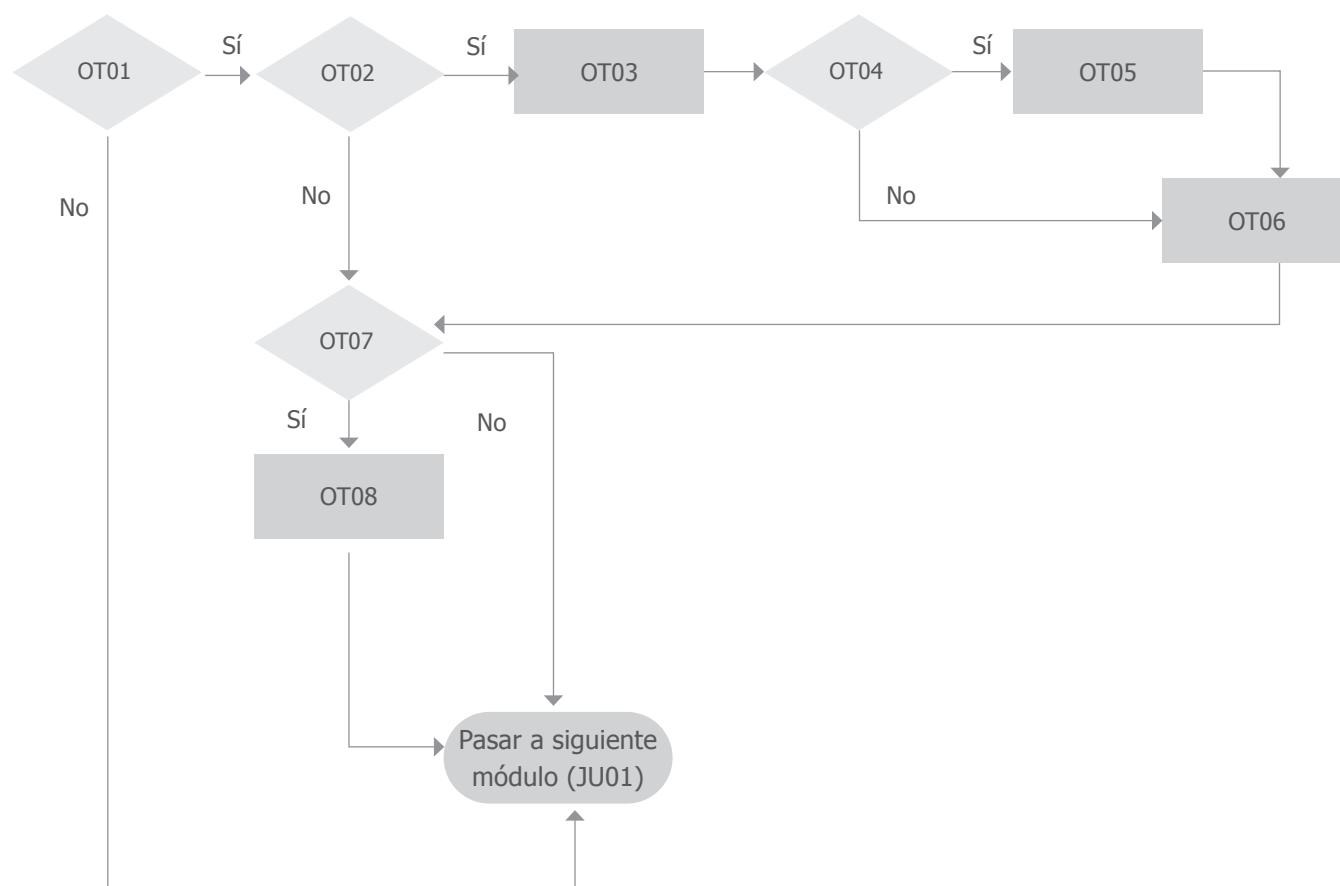 OT01
Sí
OT02
Sí
OT03
OT04
Sí
OT05
No
No
No
OT06
OT07
Sí
No
OT08
Pasar a siguiente
módulo (JU01)